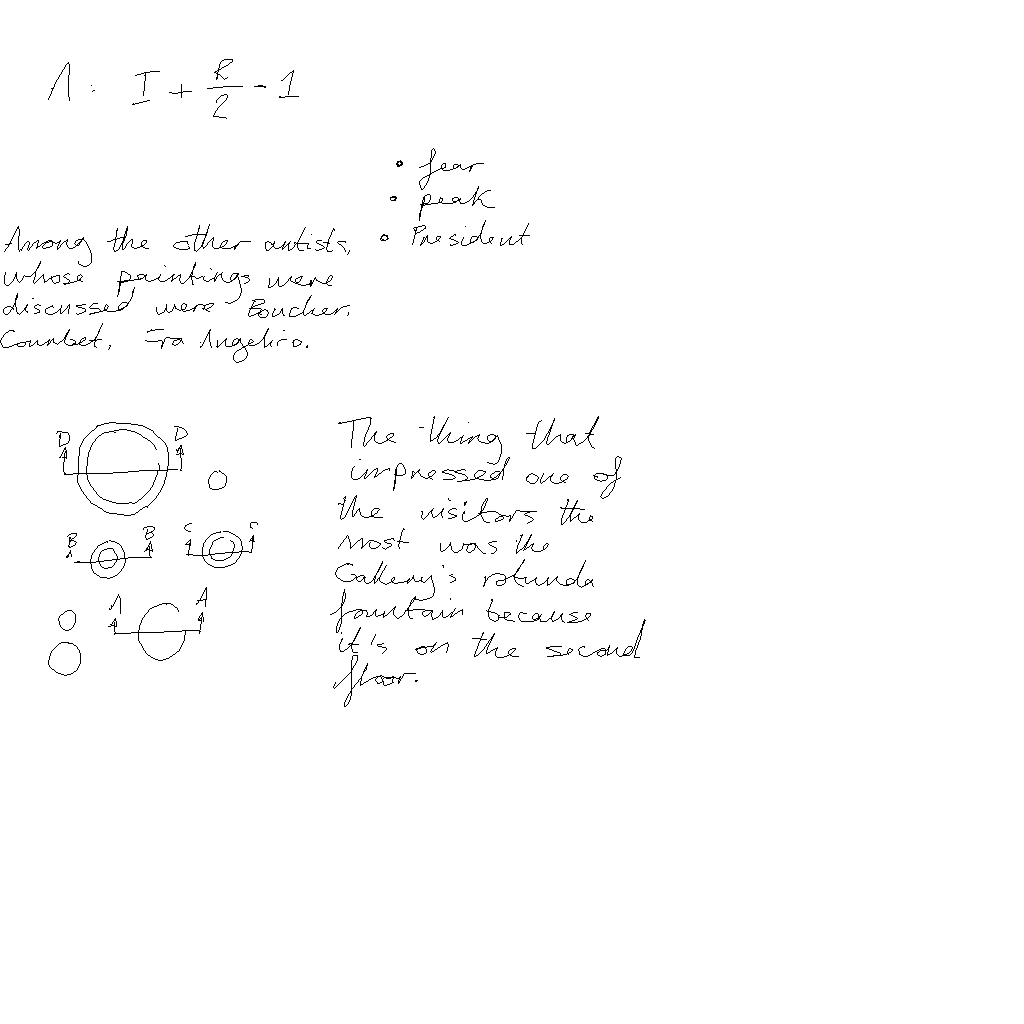 A: I + R/2 - 1
• fear
• peak
• President
Among the other artists,
whose paintings were
discussed were Boucher,
Courbet, Fra Angelico.
D D
B B C C
A A
The thing that
impressed one of
the visitors the
most was the
Gallery's rotunda
fountain because
it's on the second
floor.